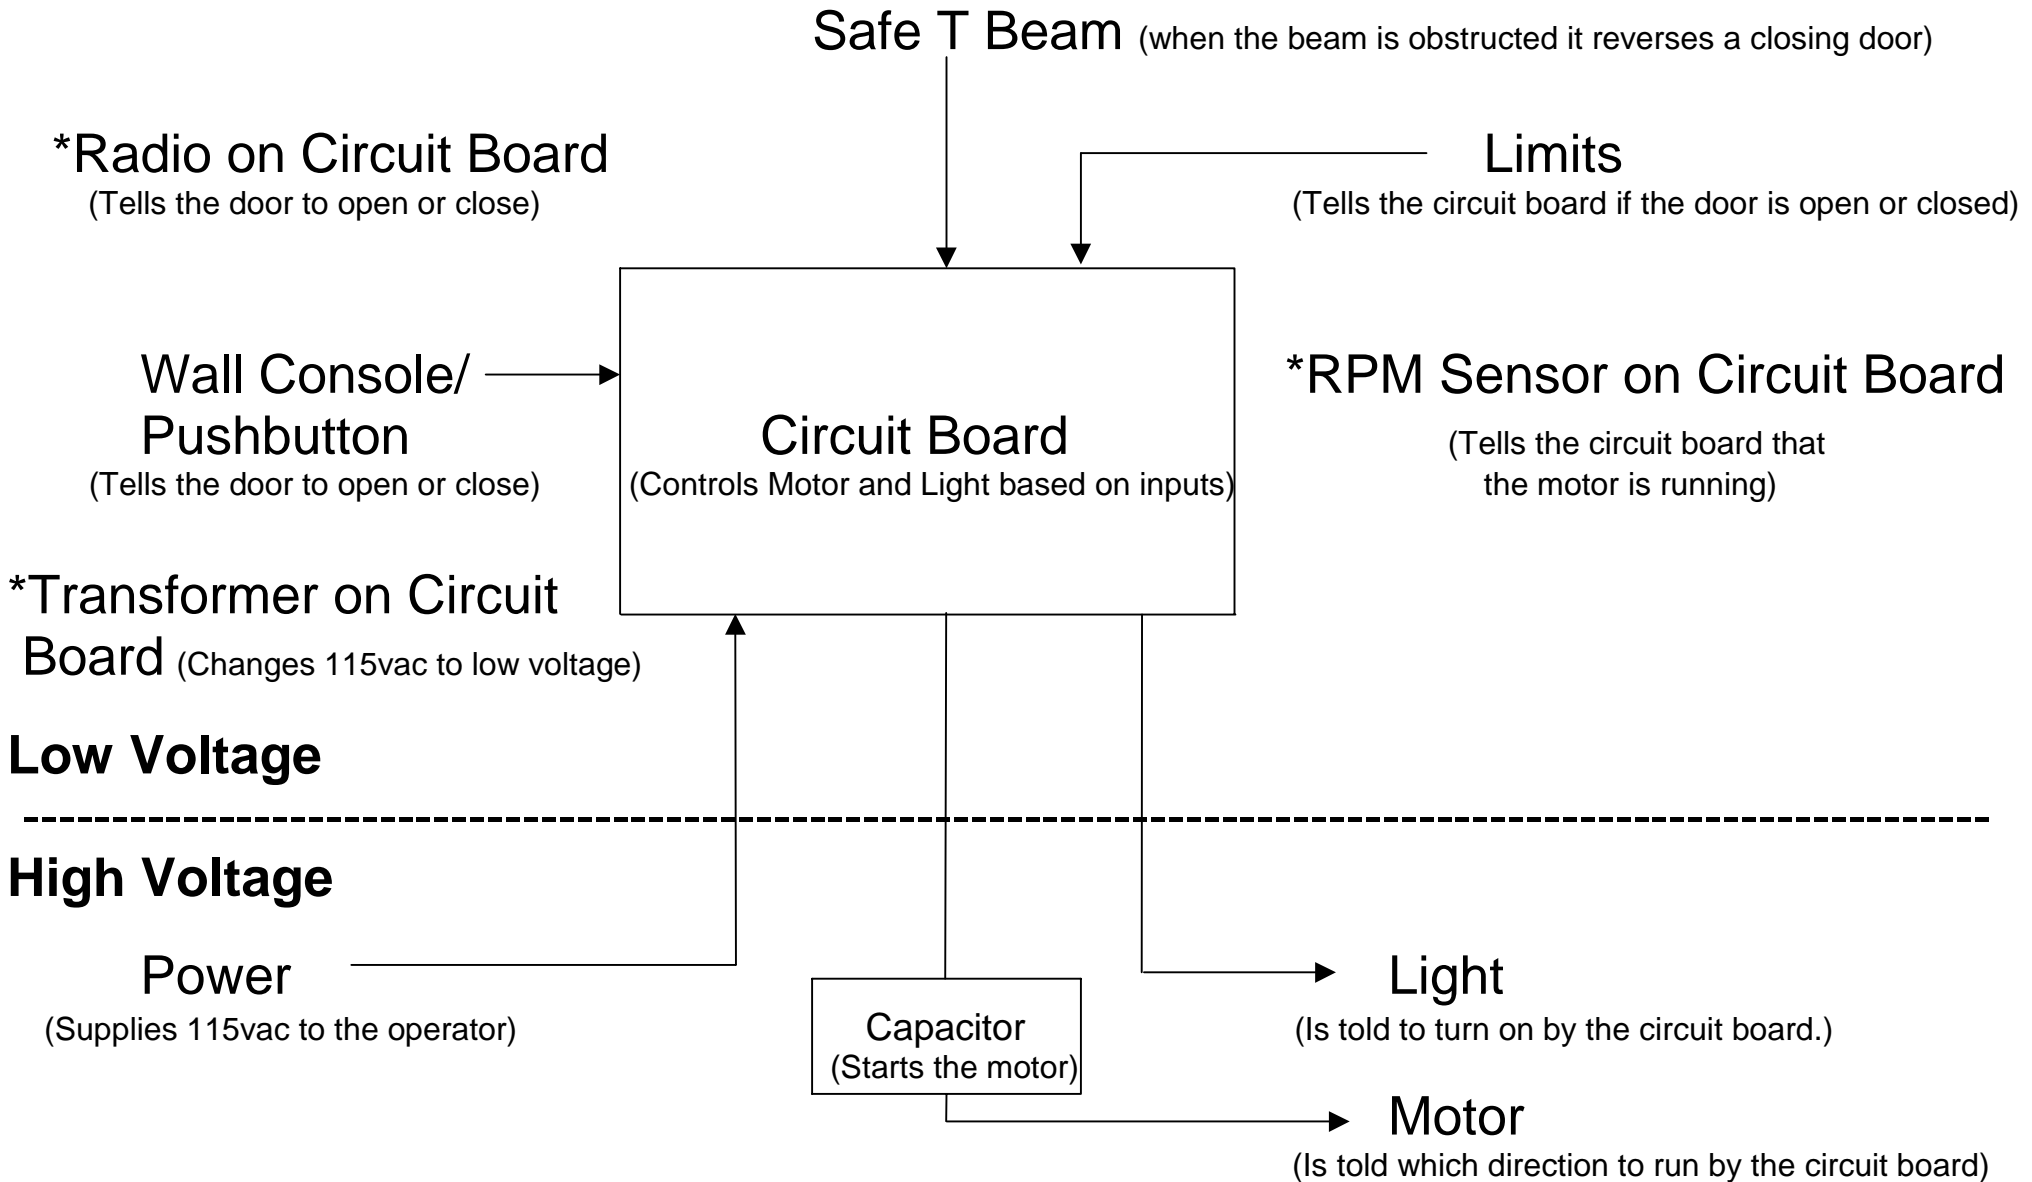 Safe T Beam (when the beam is obstructed it reverses a closing door)
*Radio on Circuit Board
(Tells the door to open or close)
Limits
(Tells the circuit board if the door is open or closed)
Wall Console/
Pushbutton
(Tells the door to open or close)
Circuit Board
(Controls Motor and Light based on inputs)
*RPM Sensor on Circuit Board
(Tells the circuit board that
the motor is running)
*Transformer on Circuit
Board (Changes 115vac to low voltage)
Low Voltage
High Voltage
Power
(Supplies 115vac to the operator)
Capacitor
(Starts the motor)
Light
(Is told to turn on by the circuit board.)
Motor
(Is told which direction to run by the circuit board)